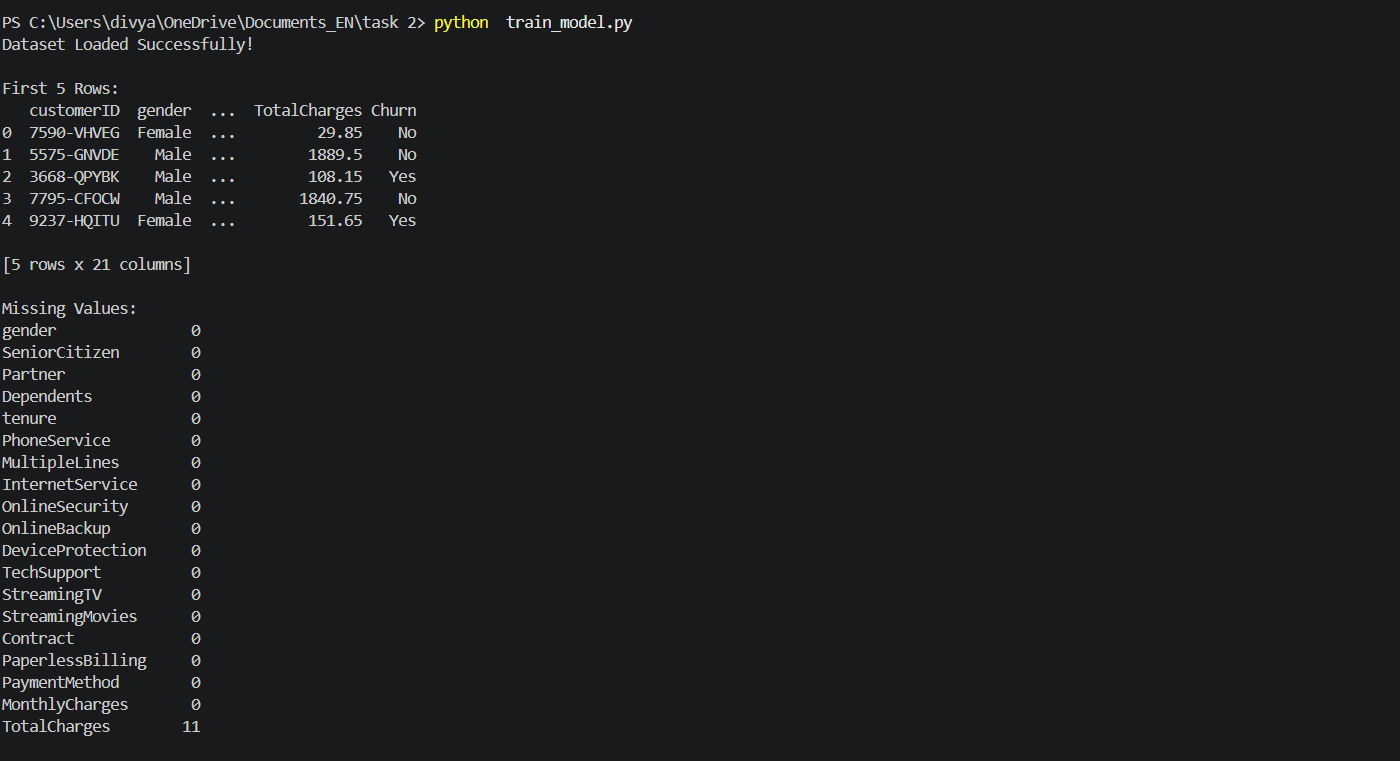 PS C:\Users\divya\OneDrive\Documents_EN\task 2> python  train_model.py
Dataset Loaded Successfully!
First 5 Rows:
   customerID  gender  ...  TotalCharges Churn
0  7590-VHVEG  Female  ...         29.85    No
1  5575-GNVDE    Male  ...        1889.5    No
2  3668-QPYBK    Male  ...        108.15   Yes
3  7795-CFOCW    Male  ...       1840.75    No
4  9237-HQITU  Female  ...        151.65   Yes
[5 rows x 21 columns]
Missing Values:
gender               0
SeniorCitizen        0
Partner              0
Dependents           0
tenure               0
PhoneService         0
MultipleLines        0
InternetService      0
OnlineSecurity       0
OnlineBackup         0
DeviceProtection     0
TechSupport          0
StreamingTV          0
StreamingMovies      0
Contract             0
PaperlessBilling     0
PaymentMethod        0
MonthlyCharges       0
TotalCharges        11